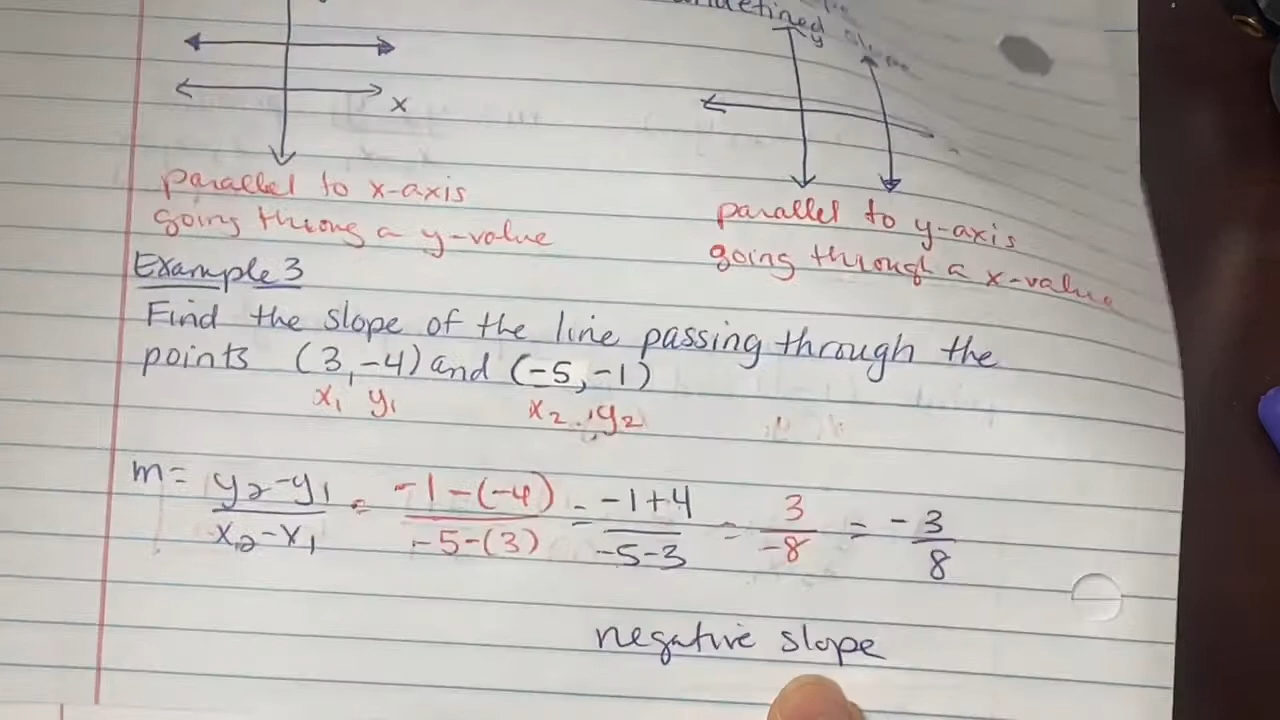 undefined slope
y
x
parallel to x-axis
going throng a y-value
parallel to y-axis
going through a x-value
Example 3
Find the slope of the line passing through the
points (3,-4) and (-5,-1)
x₁ y₁ x₂, y₂
m = y₂-y₁/x₂-x₁ = -1-(-4)/-5-(3) = -1+4/-5-3 = 3/-8 = -3/8
negative slope